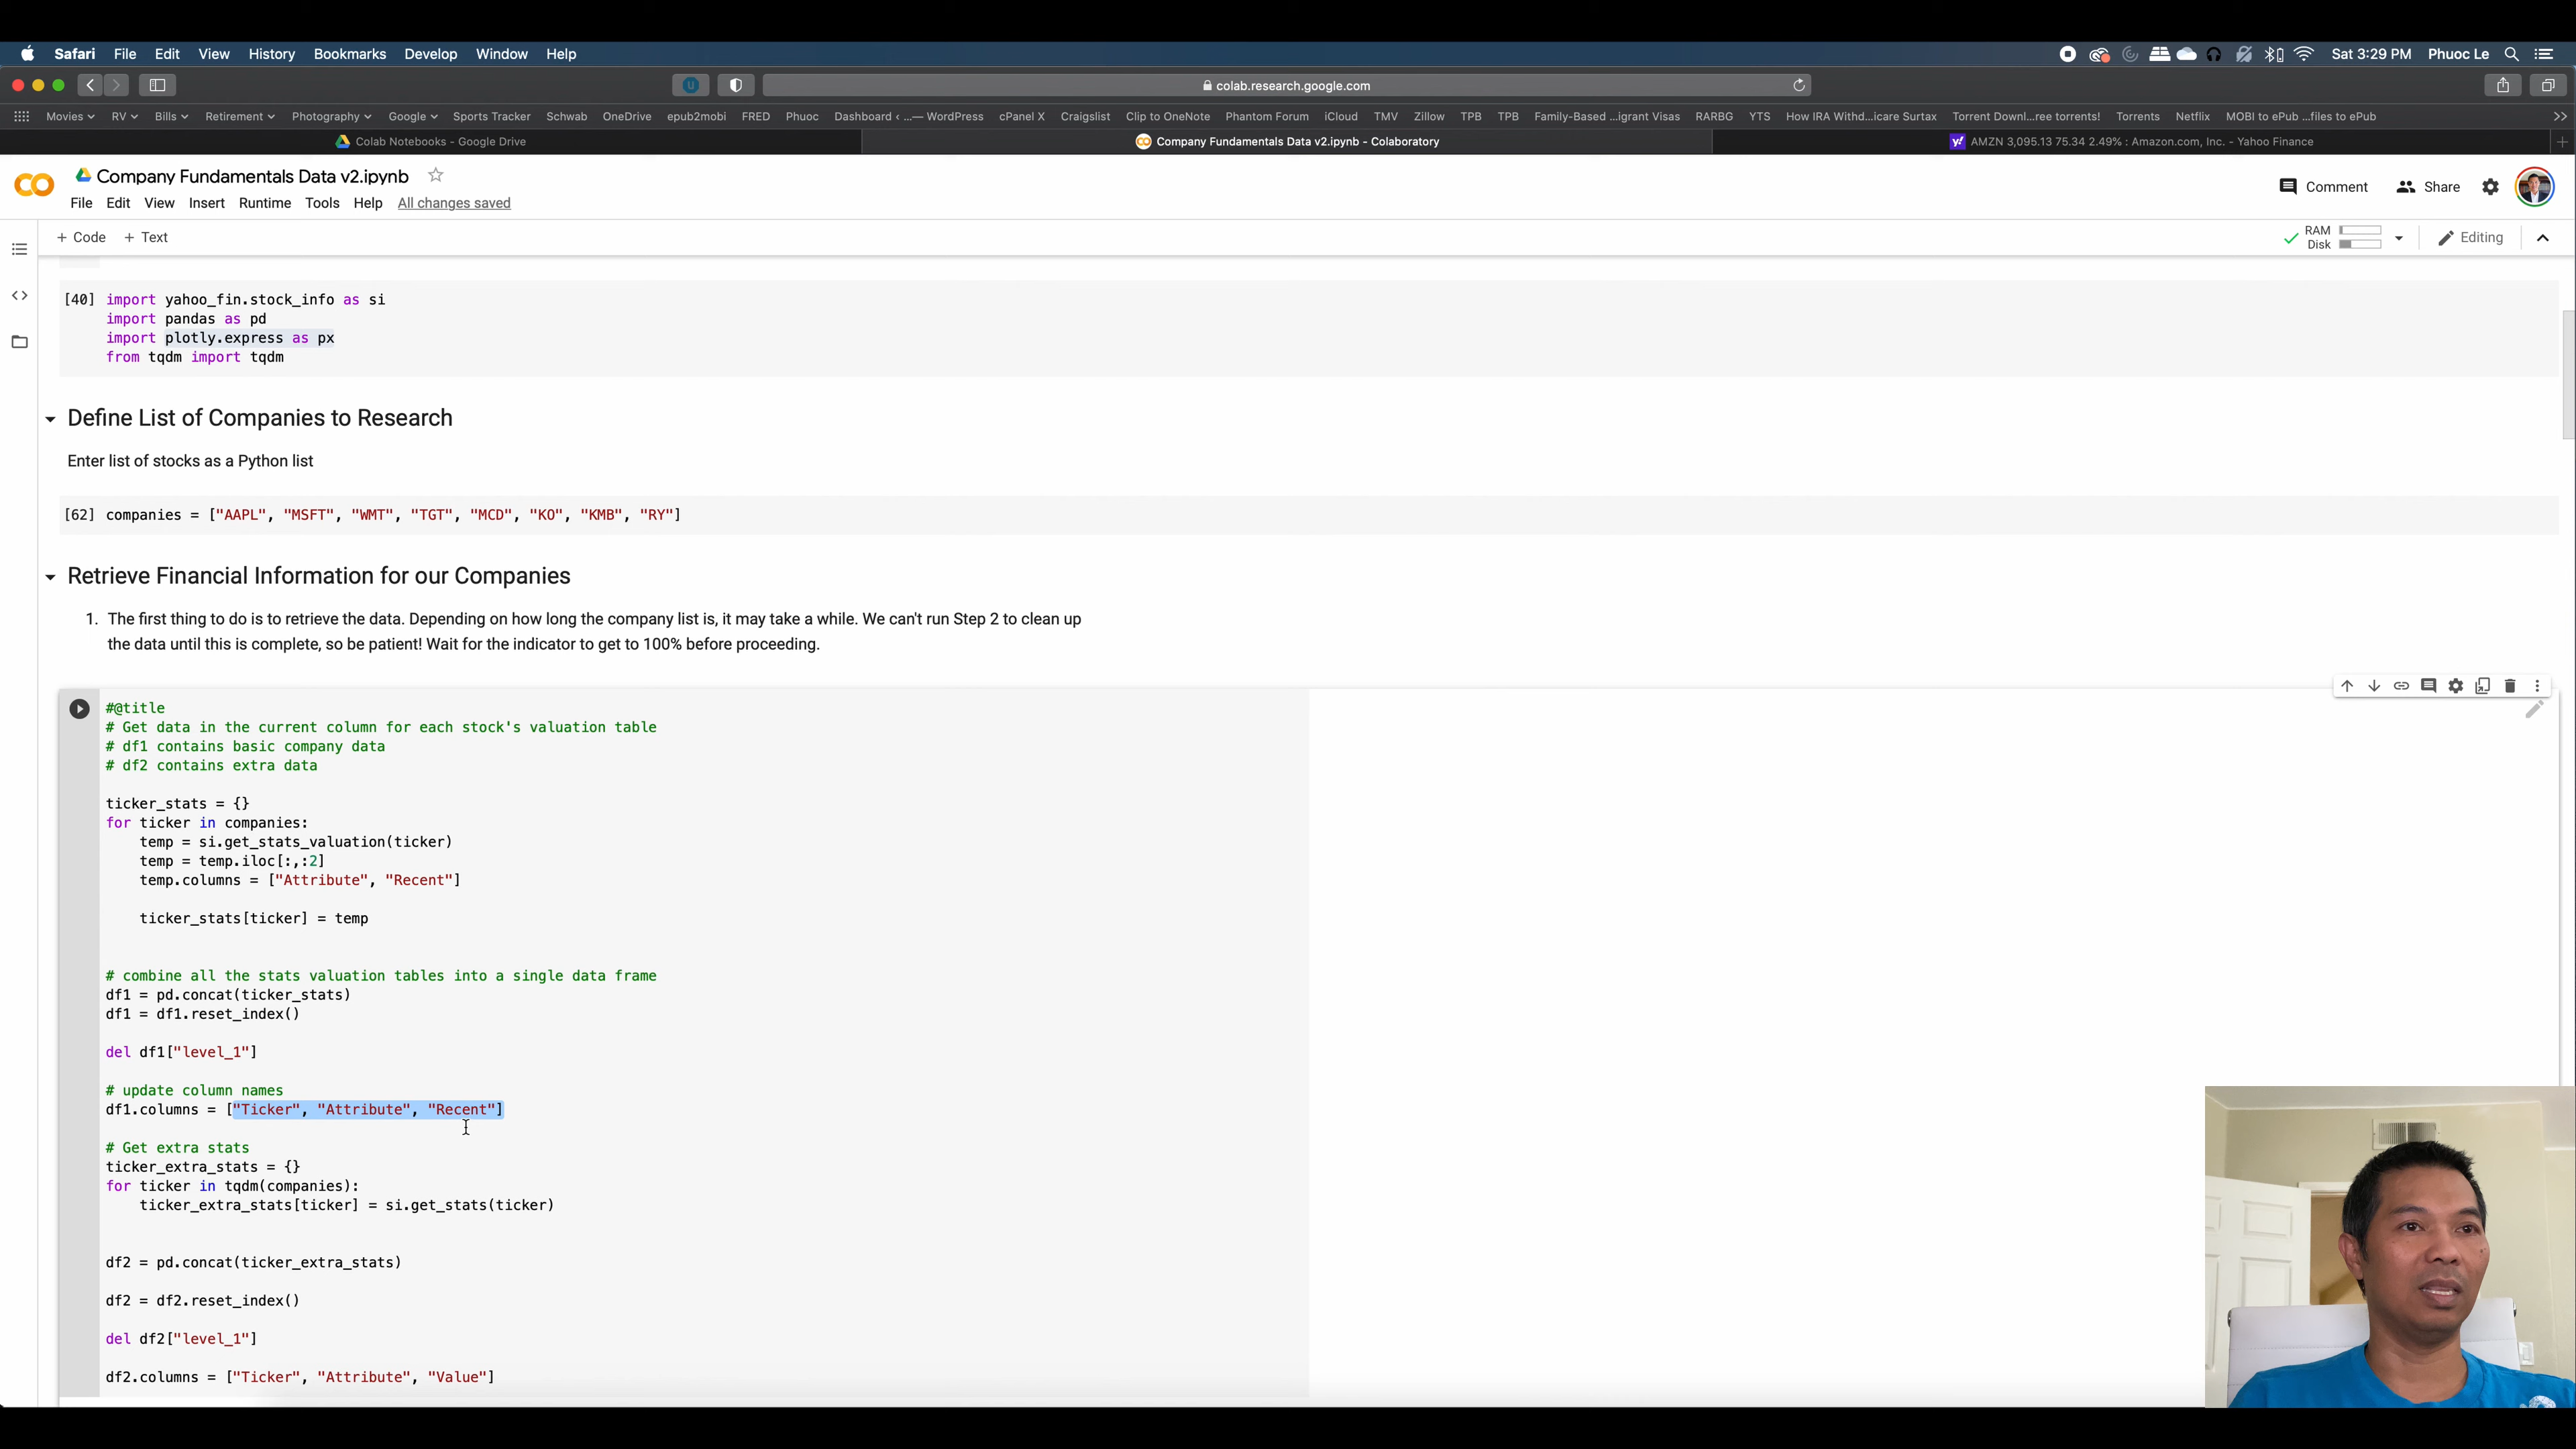 Safari File Edit View History Bookmarks Develop Window Help Sat 3:29 PM Phuoc Le
colab.research.google.com
Movies RV Bills Retirement Photography Google Sports Tracker Schwab OneDrive epub2mobi FRED Phuoc Dashboard ‹ ...— WordPress cPanel X Craigslist Clip to OneNote Phantom Forum iCloud TMV Zillow TPB TPB Family-Based ...igrant Visas RARBG YTS How IRA Withd...icare Surtax Torrent Downl...ree torrents! Torrents Netflix MOBI to ePub ...files to ePub >>
Colab Notebooks - Google Drive Company Fundamentals Data v2.ipynb - Colaboratory AMZN 3,095.13 75.34 2.49% : Amazon.com, Inc. - Yahoo Finance
Company Fundamentals Data v2.ipynb
Comment Share
File Edit View Insert Runtime Tools Help All changes saved
+ Code + Text RAM Disk Editing
[40] import yahoo_fin.stock_info as si
import pandas as pd
import plotly.express as px
from tqdm import tqdm
Define List of Companies to Research
Enter list of stocks as a Python list
[62] companies = ["AAPL", "MSFT", "WMT", "TGT", "MCD", "KO", "KMB", "RY"]
Retrieve Financial Information for our Companies
1. The first thing to do is to retrieve the data. Depending on how long the company list is, it may take a while. We can't run Step 2 to clean up
the data until this is complete, so be patient! Wait for the indicator to get to 100% before proceeding.
#@title
# Get data in the current column for each stock's valuation table
# df1 contains basic company data
# df2 contains extra data
ticker_stats = {}
for ticker in companies:
temp = si.get_stats_valuation(ticker)
temp = temp.iloc[:,:2]
temp.columns = ["Attribute", "Recent"]
ticker_stats[ticker] = temp
# combine all the stats valuation tables into a single data frame
df1 = pd.concat(ticker_stats)
df1 = df1.reset_index()
del df1["level_1"]
# update column names
df1.columns = ["Ticker", "Attribute", "Recent"]
# Get extra stats
ticker_extra_stats = {}
for ticker in tqdm(companies):
ticker_extra_stats[ticker] = si.get_stats(ticker)
df2 = pd.concat(ticker_extra_stats)
df2 = df2.reset_index()
del df2["level_1"]
df2.columns = ["Ticker", "Attribute", "Value"]